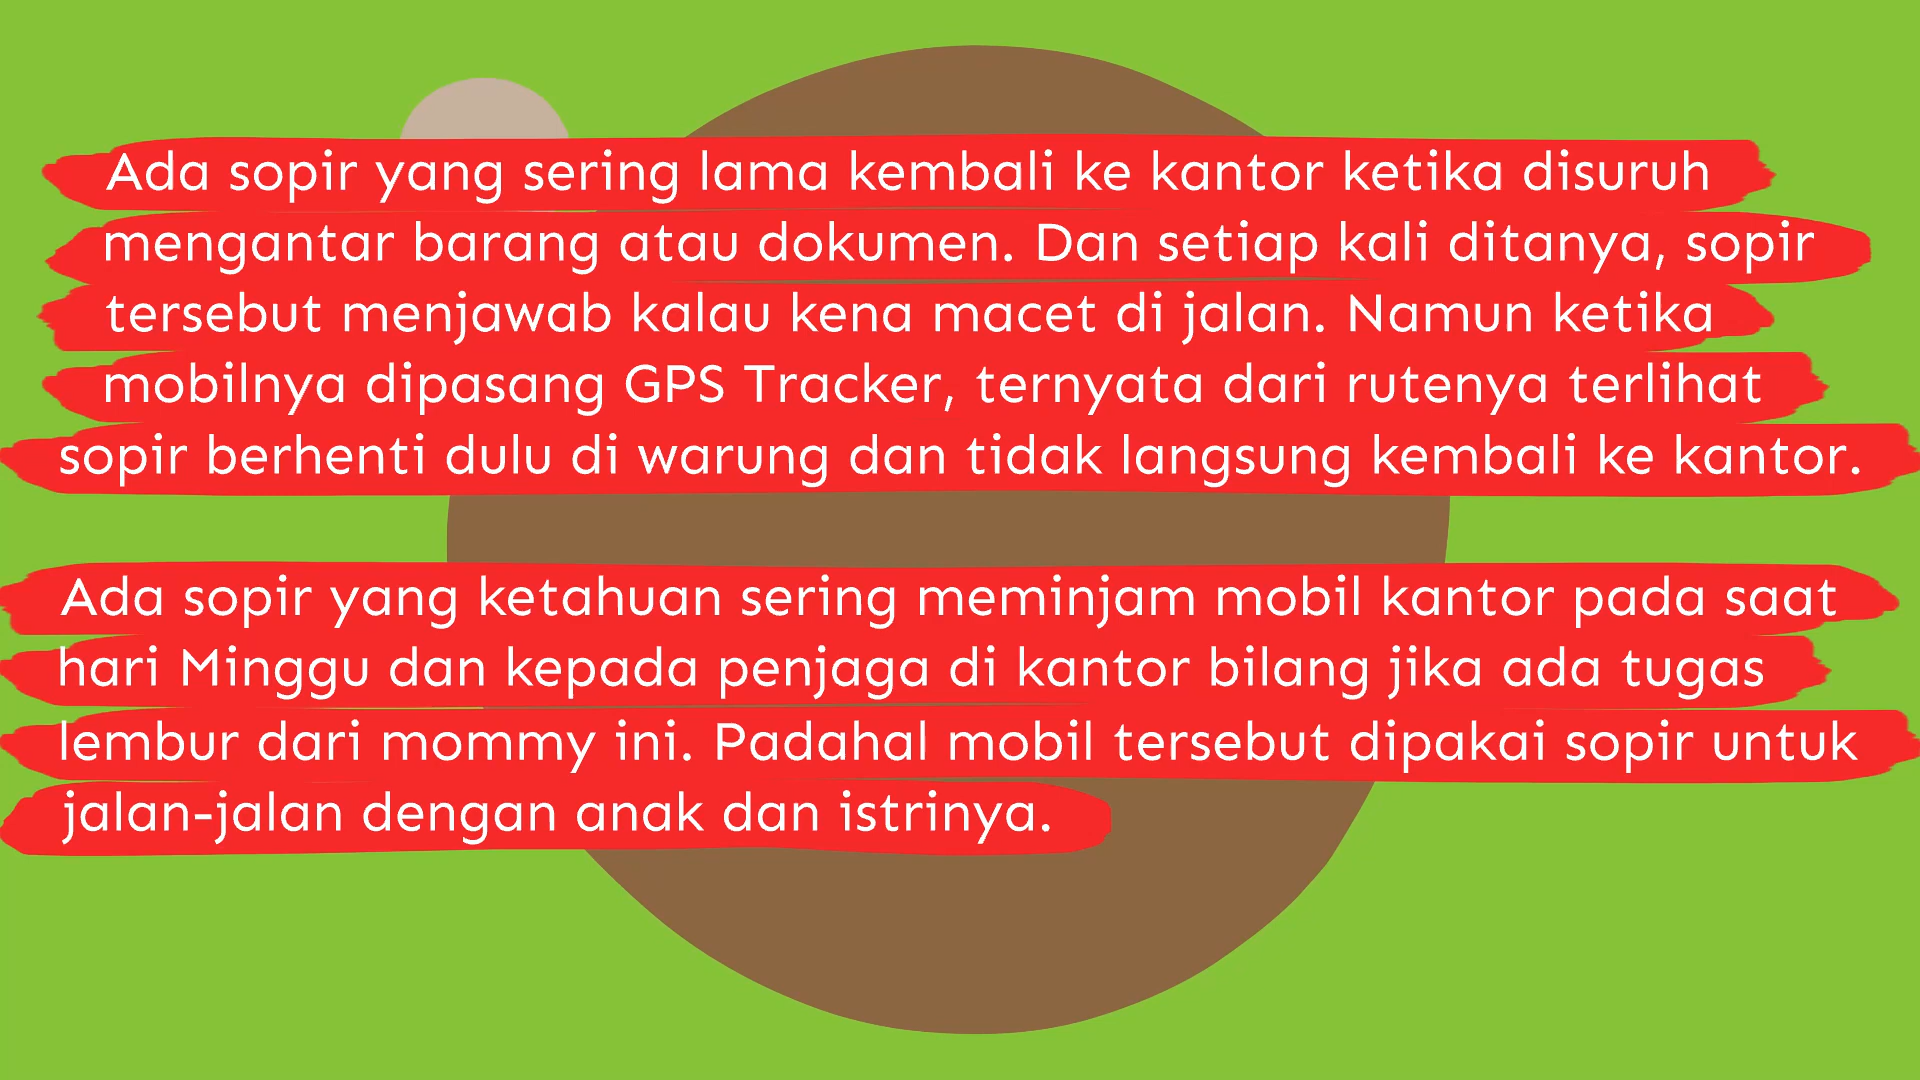 Ada sopir yang sering lama kembali ke kantor ketika disuruh
mengantar barang atau dokumen. Dan setiap kali ditanya, sopir
tersebut menjawab kalau kena macet di jalan. Namun ketika
mobilnya dipasang GPS Tracker, ternyata dari rutenya terlihat
sopir berhenti dulu di warung dan tidak langsung kembali ke kantor.
Ada sopir yang ketahuan sering meminjam mobil kantor pada saat
hari Minggu dan kepada penjaga di kantor bilang jika ada tugas
lembur dari mommy ini. Padahal mobil tersebut dipakai sopir untuk
jalan-jalan dengan anak dan istrinya.